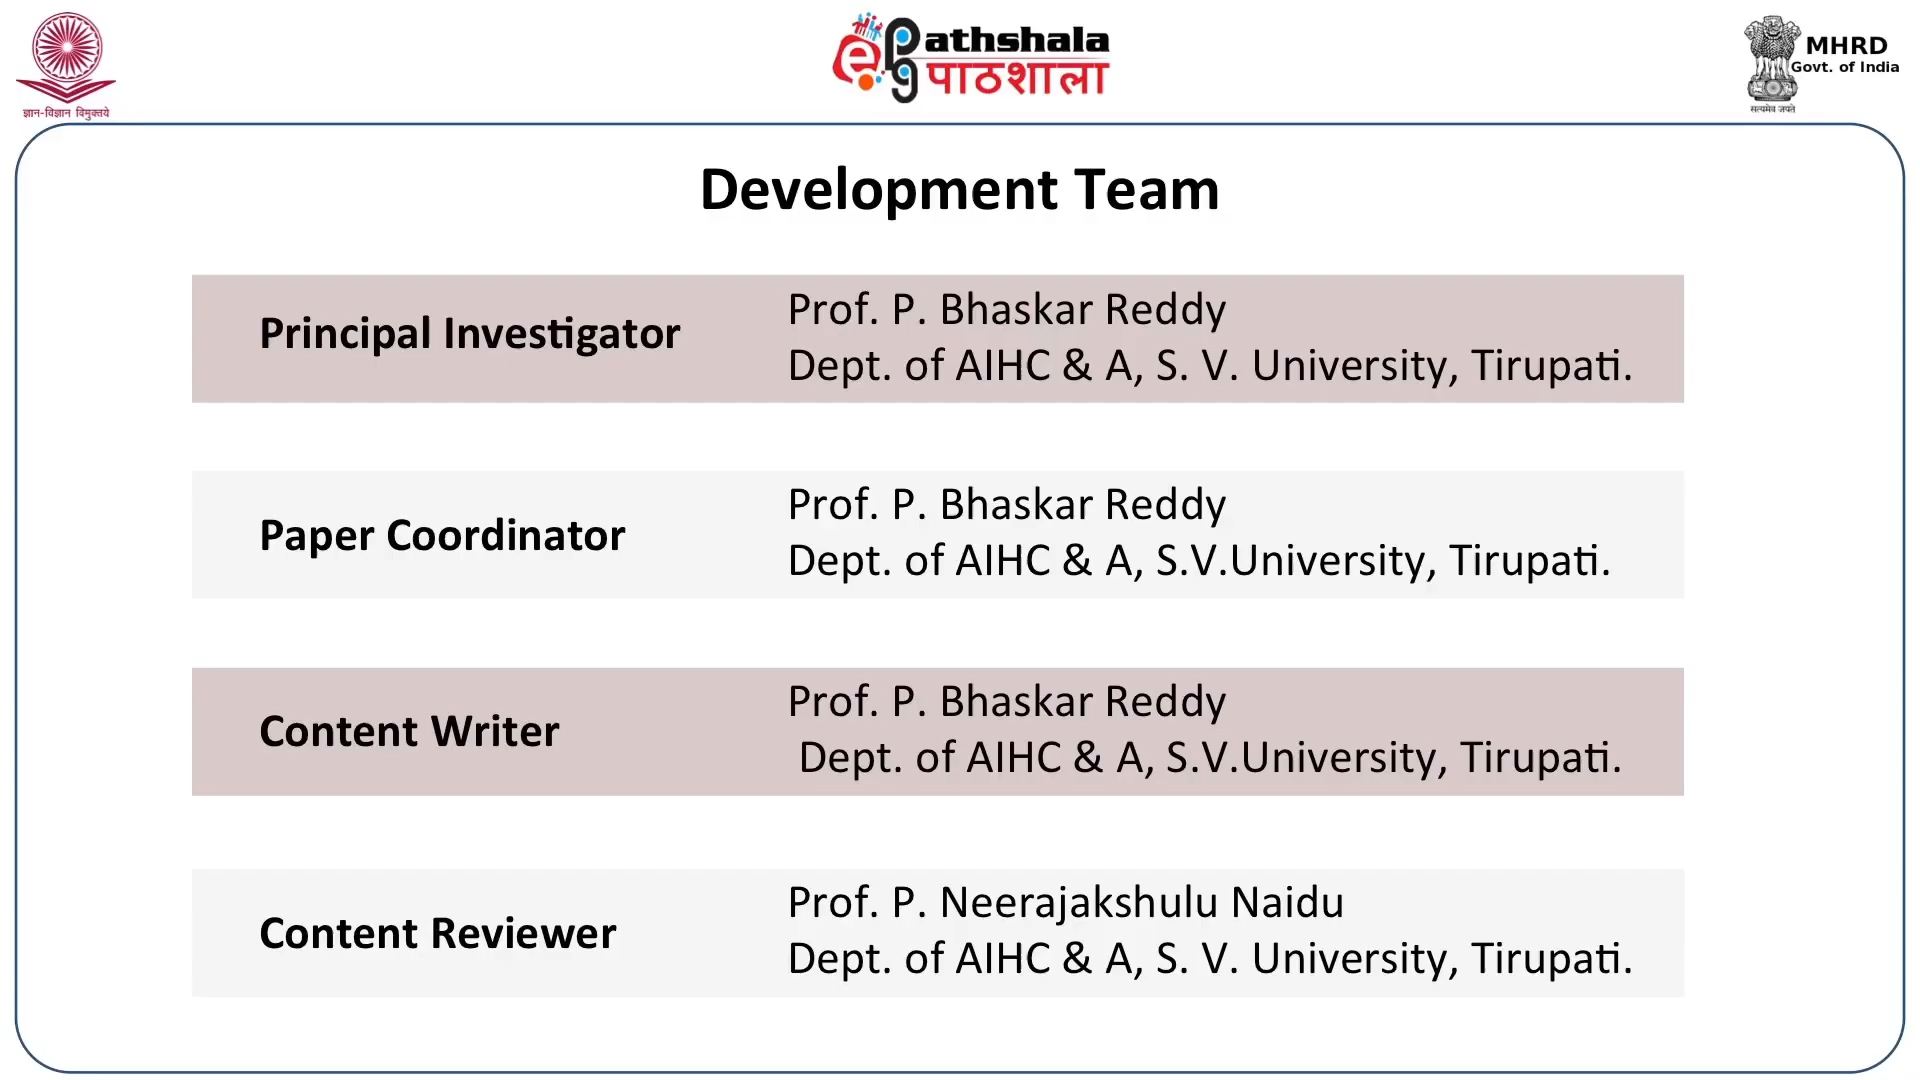 ज्ञान-विज्ञान विमुक्तये
ePG Pathshala
पाठशाला
MHRD
Govt. of India
सत्यमेव जयते
Development Team
Principal Investigator
Prof. P. Bhaskar Reddy
Dept. of AIHC & A, S. V. University, Tirupati.
Paper Coordinator
Prof. P. Bhaskar Reddy
Dept. of AIHC & A, S.V.University, Tirupati.
Content Writer
Prof. P. Bhaskar Reddy
Dept. of AIHC & A, S.V.University, Tirupati.
Content Reviewer
Prof. P. Neerajakshulu Naidu
Dept. of AIHC & A, S. V. University, Tirupati.